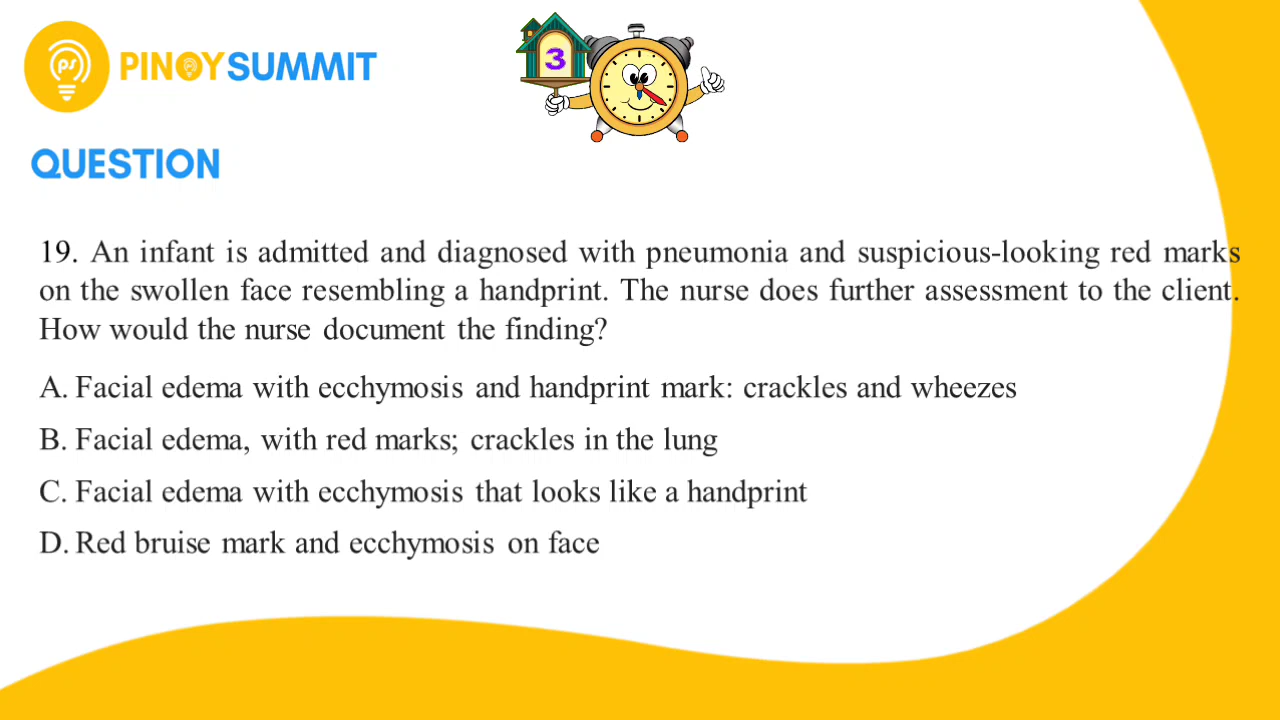 PINOYSUMMIT
3
QUESTION
19. An infant is admitted and diagnosed with pneumonia and suspicious-looking red marks
on the swollen face resembling a handprint. The nurse does further assessment to the client.
How would the nurse document the finding?
A. Facial edema with ecchymosis and handprint mark: crackles and wheezes
B. Facial edema, with red marks; crackles in the lung
C. Facial edema with ecchymosis that looks like a handprint
D. Red bruise mark and ecchymosis on face